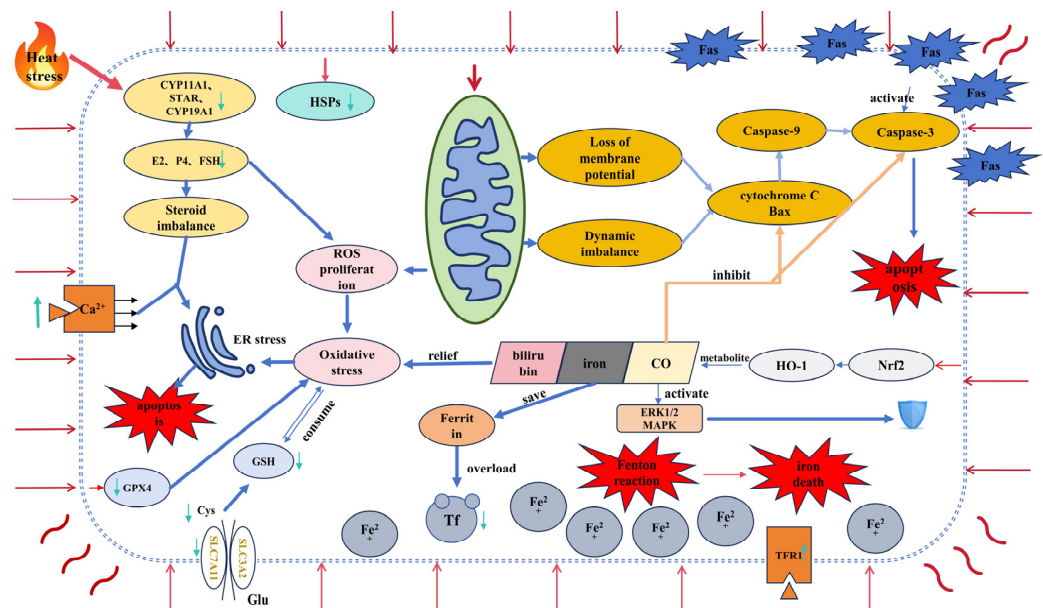 Heat
stress
CYP11A1、
STAR、
CYP19A1
HSPs
Fas
Fas
Fas
Fas
Fas
activate
Caspase-9
Caspase-3
Loss of
membrane
potential
E2、P4、FSH
cytochrome C
Bax
Steroid
imbalance
Dynamic
imbalance
ROS
proliferat
ion
inhibit
apopt
osis
Ca2+
ER stress
Oxidative
stress
relief
biliru
bin
iron
CO
metabolite
HO-1
Nrf2
save
activate
apoptos
is
consume
Ferrit
in
ERK1/2
MAPK
GSH
overload
Fenton
reaction
iron
death
GPX4
Cys
Tf
Fe2
+
Fe2
+
Fe2
+
Fe2
+
Fe2
+
Fe2
+
SLC7A11
SLC3A2
TFR1
Glu